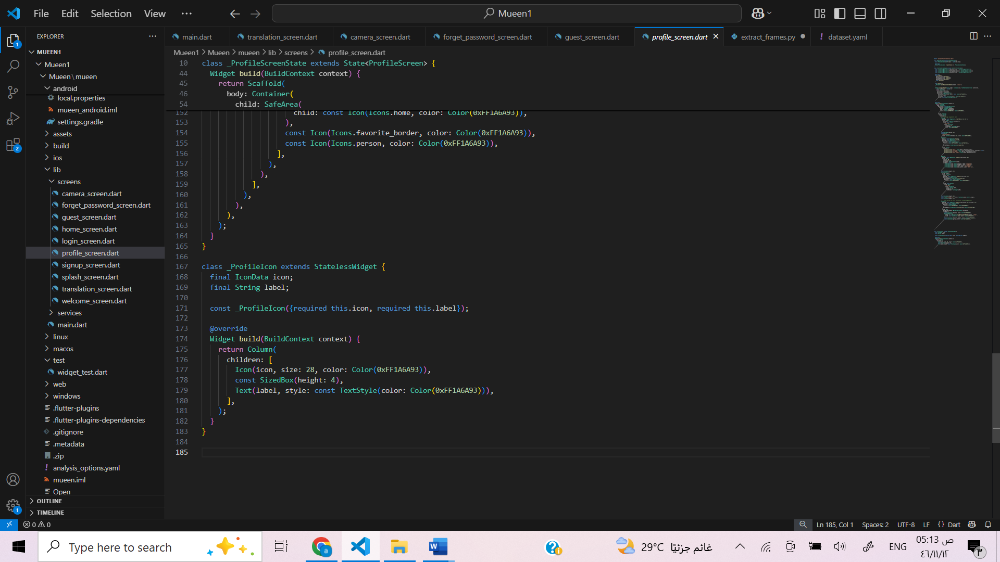 File Edit Selection View ··· Mueen1
EXPLORER ···
MUEEN1
Mueen1
Mueen\mueen
android
local.properties
mueen_android.iml
settings.gradle
assets
build
ios
lib
screens
camera_screen.dart
forget_password_screen.dart
guest_screen.dart
home_screen.dart
login_screen.dart
profile_screen.dart
signup_screen.dart
splash_screen.dart
translation_screen.dart
welcome_screen.dart
services
main.dart
linux
macos
test
widget_test.dart
web
windows
.flutter-plugins
.flutter-plugins-dependencies
.gitignore
.metadata
.zip
analysis_options.yaml
mueen.iml
Open
OUTLINE
TIMELINE
main.dart translation_screen.dart camera_screen.dart forget_password_screen.dart guest_screen.dart profile_screen.dart extract_frames.py dataset.yaml
Mueen1 > Mueen > mueen > lib > screens > profile_screen.dart
10 class _ProfileScreenState extends State<ProfileScreen> {
44 Widget build(BuildContext context) {
45 return Scaffold(
46 body: Container(
54 child: SafeArea(
152 child: const Icon(Icons.home, color: Color(0xFF1A6A93)),
153 ),
154 const Icon(Icons.favorite_border, color: Color(0xFF1A6A93)),
155 const Icon(Icons.person, color: Color(0xFF1A6A93)),
156 ],
157 ),
158 ),
159 ],
160 ),
161 ),
162 ),
163 );
164 }
165 }
166
167 class _ProfileIcon extends StatelessWidget {
168 final IconData icon;
169 final String label;
170
171 const _ProfileIcon({required this.icon, required this.label});
172
173 @override
174 Widget build(BuildContext context) {
175 return Column(
176 children: [
177 Icon(icon, size: 28, color: Color(0xFF1A6A93)),
178 const SizedBox(height: 4),
179 Text(label, style: const TextStyle(color: Color(0xFF1A6A93))),
180 ],
181 );
182 }
183 }
184
185
0 0 Ln 185, Col 1 Spaces: 2 UTF-8 LF {} Dart
Type here to search 29°C غائم جزئيًا ENG 05:13 ص
٤٦/١١/١٢
٣